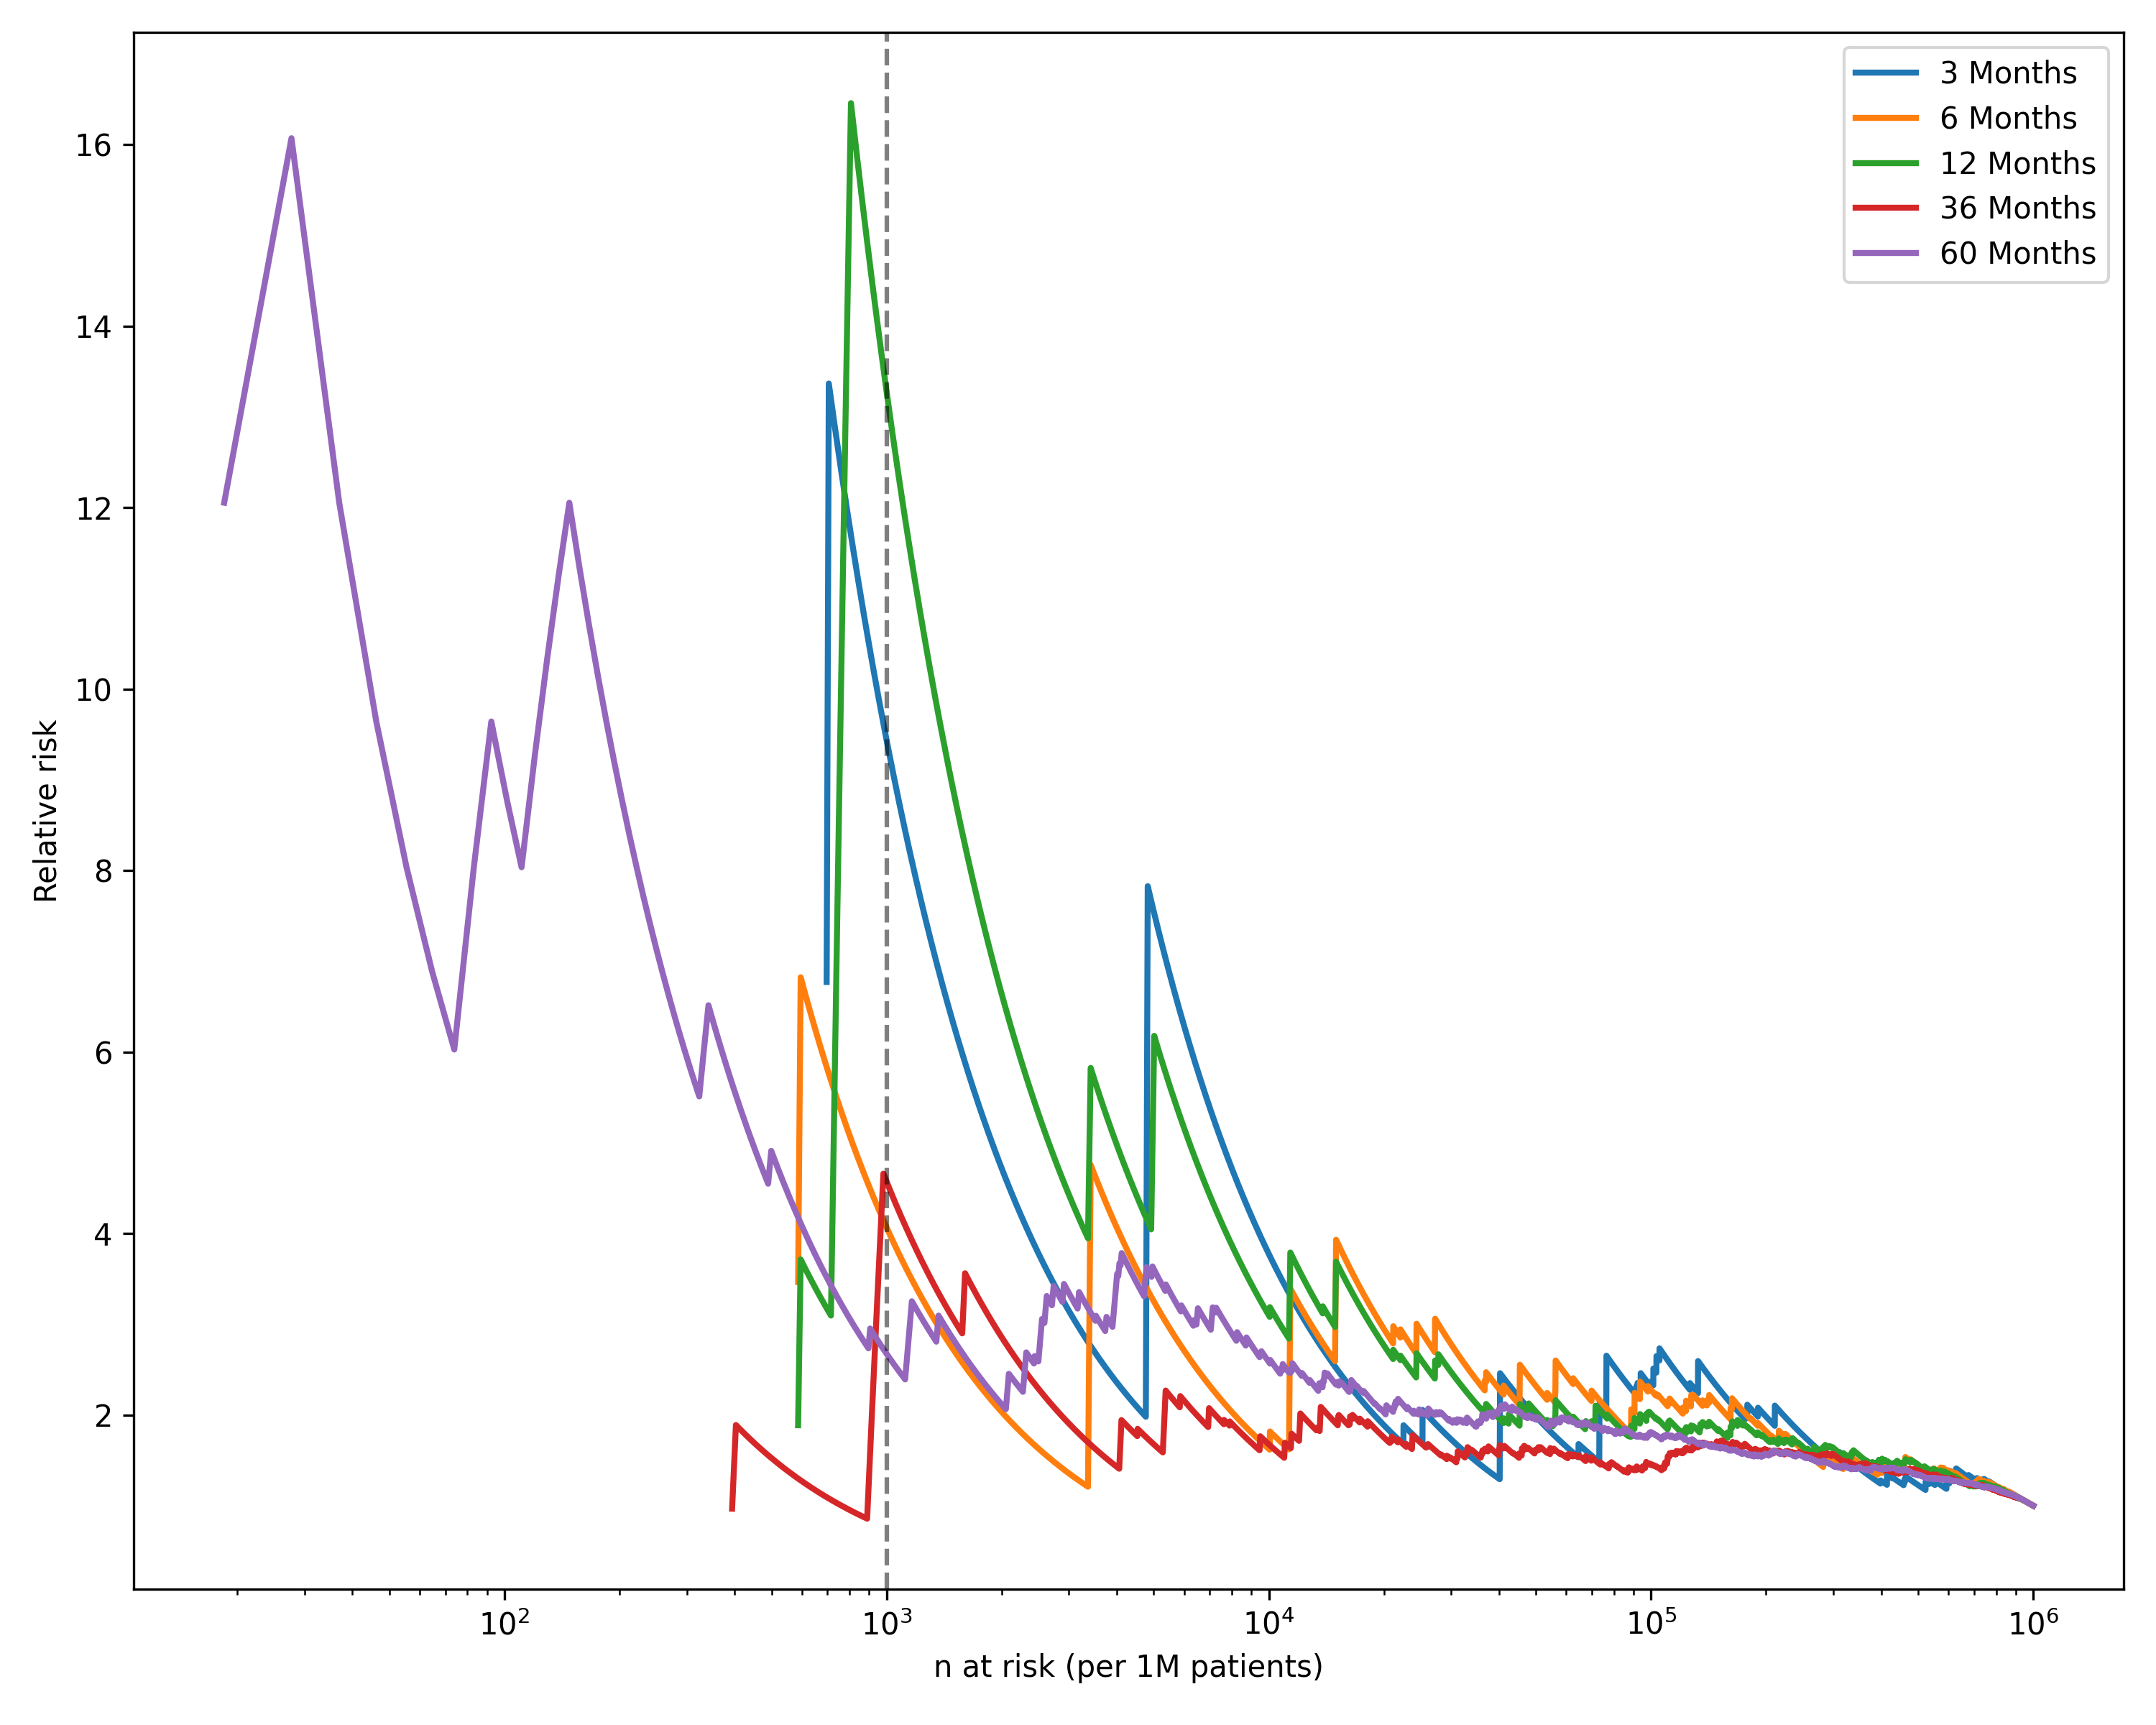 3 Months
6 Months
12 Months
36 Months
60 Months
16
14
12
10
8
6
4
2
Relative risk
10²
10³
10⁴
10⁵
10⁶
n at risk (per 1M patients)